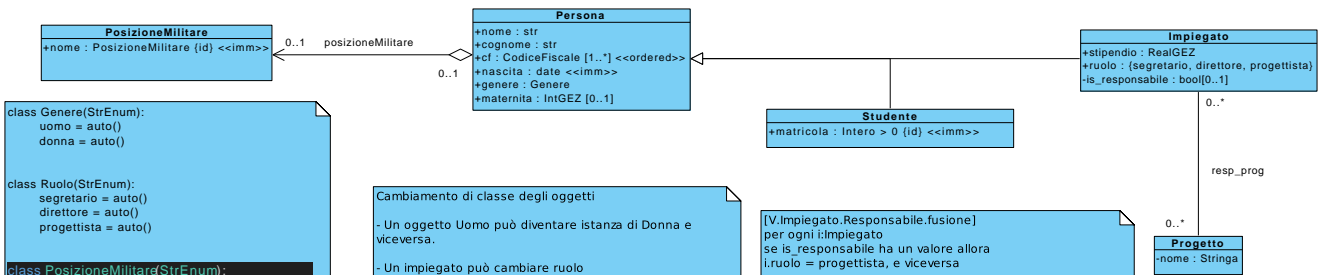 PosizioneMilitare
+nome : PosizioneMilitare {id} <<imm>>
0..1
posizioneMilitare
0..1
Persona
+nome : str
+cognome : str
+cf : CodiceFiscale [1..*] <<ordered>>
+nascita : date <<imm>>
+genere : Genere
+maternita : IntGEZ [0..1]
Impiegato
+stipendio : RealGEZ
+ruolo : {segretario, direttore, progettista}
-is_responsabile : bool[0..1]
0..*
resp_prog
0..*
Progetto
-nome : Stringa
Studente
+matricola : Intero > 0 {id} <<imm>>
class Genere(StrEnum):
uomo = auto()
donna = auto()
class Ruolo(StrEnum):
segretario = auto()
direttore = auto()
progettista = auto()
class PosizioneMilitare(StrEnum):
Cambiamento di classe degli oggetti
- Un oggetto Uomo può diventare istanza di Donna e
viceversa.
- Un impiegato può cambiare ruolo
[V.Impiegato.Responsabile.fusione]
per ogni i:Impiegato
se is_responsabile ha un valore allora
i.ruolo = progettista, e viceversa